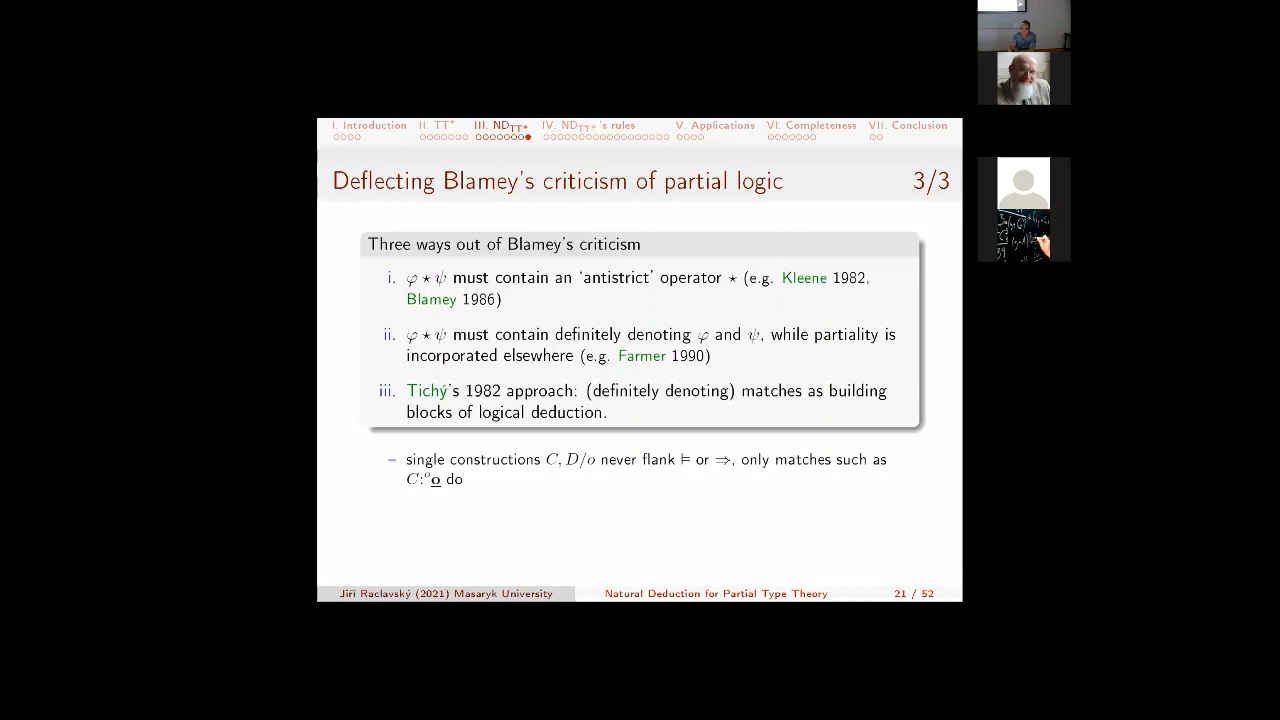 I. Introduction II. TT* III. ND_TT* IV. ND_TT*'s rules V. Applications VI. Completeness VII. Conclusion
Deflecting Blamey's criticism of partial logic 3/3
Three ways out of Blamey's criticism
i. φ ⋆ ψ must contain an ‘antistrict’ operator ⋆ (e.g. Kleene 1982,
Blamey 1986)
ii. φ ⋆ ψ must contain definitely denoting φ and ψ, while partiality is
incorporated elsewhere (e.g. Farmer 1990)
iii. Tichý's 1982 approach: (definitely denoting) matches as building
blocks of logical deduction.
– single constructions C, D/o never flank ⊨ or ⇒, only matches such as
C:ᵒo do
Jiří Raclavský (2021) Masaryk University Natural Deduction for Partial Type Theory 21 / 52